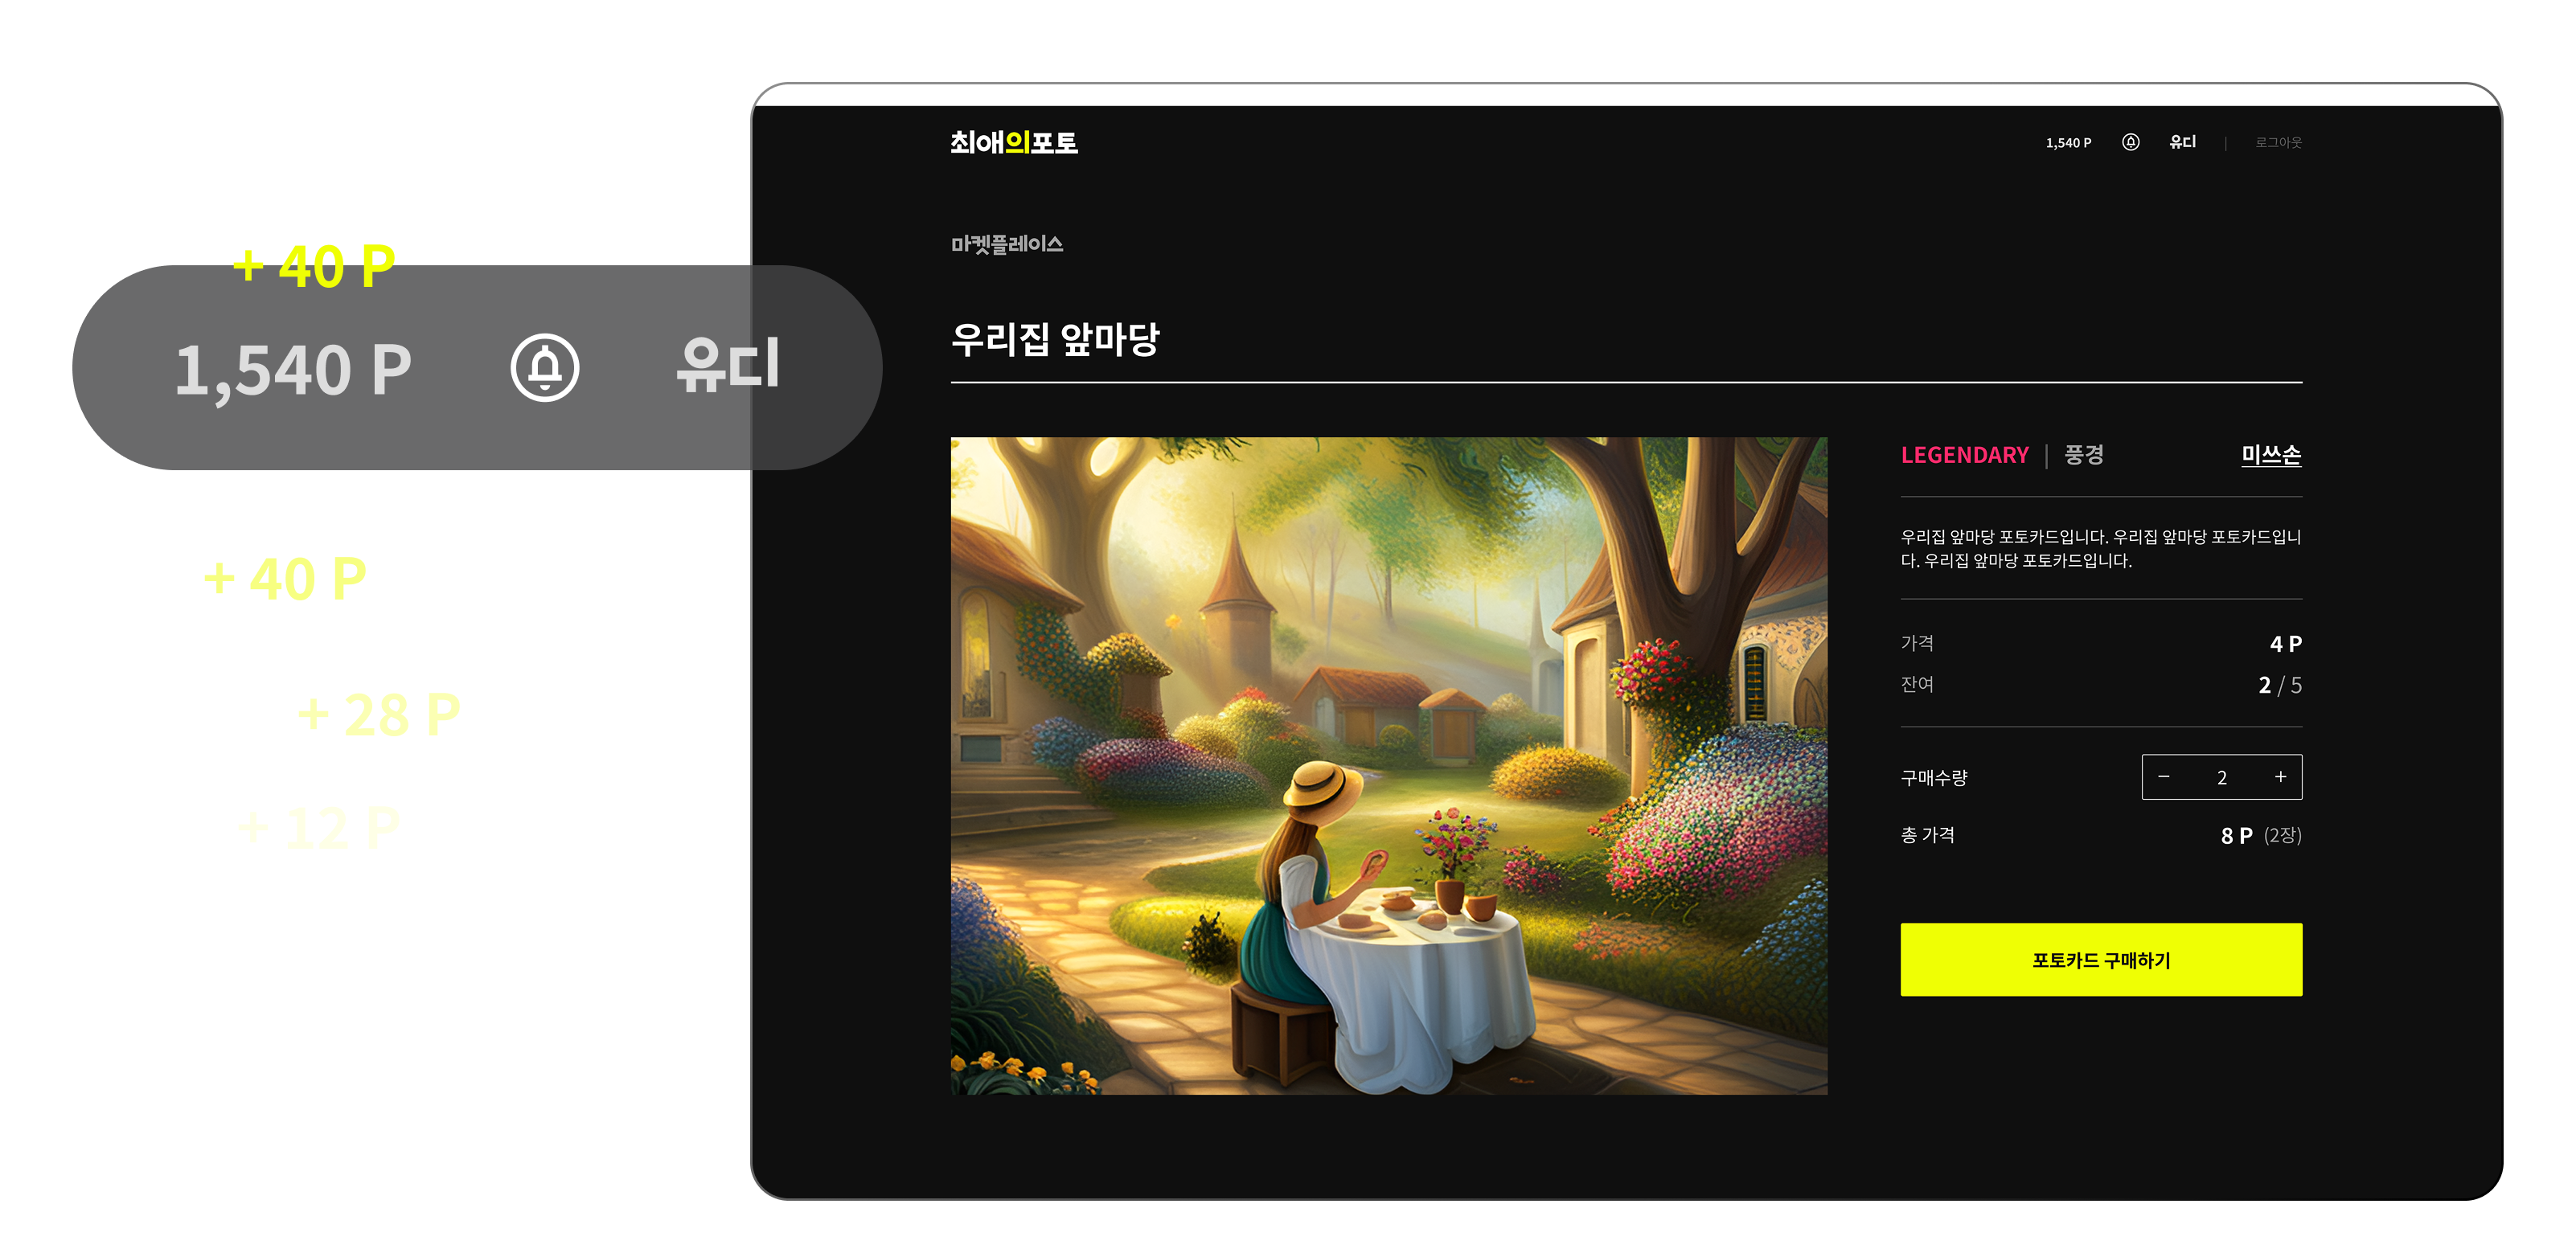 + 40 P
1,540 P 유디
+ 40 P
+ 28 P
+ 12 P
최애의포토
1,540 P 유디 | 로그아웃
마켓플레이스
우리집 앞마당
LEGENDARY | 풍경 미쓰손
우리집 앞마당 포토카드입니다. 우리집 앞마당 포토카드입니
다. 우리집 앞마당 포토카드입니다.
가격 4 P
잔여 2 / 5
구매수량 − 2 +
총 가격 8 P (2장)
포토카드 구매하기